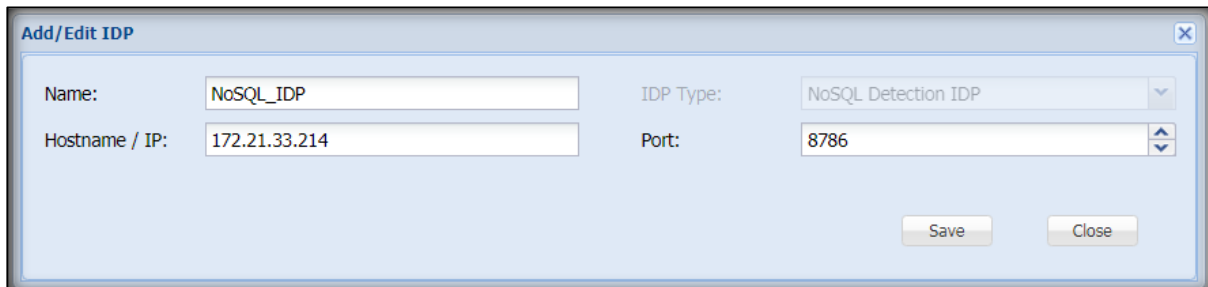 Add/Edit IDP
Name: NoSQL_IDP IDP Type: NoSQL Detection IDP
Hostname / IP: 172.21.33.214 Port: 8786
Save Close